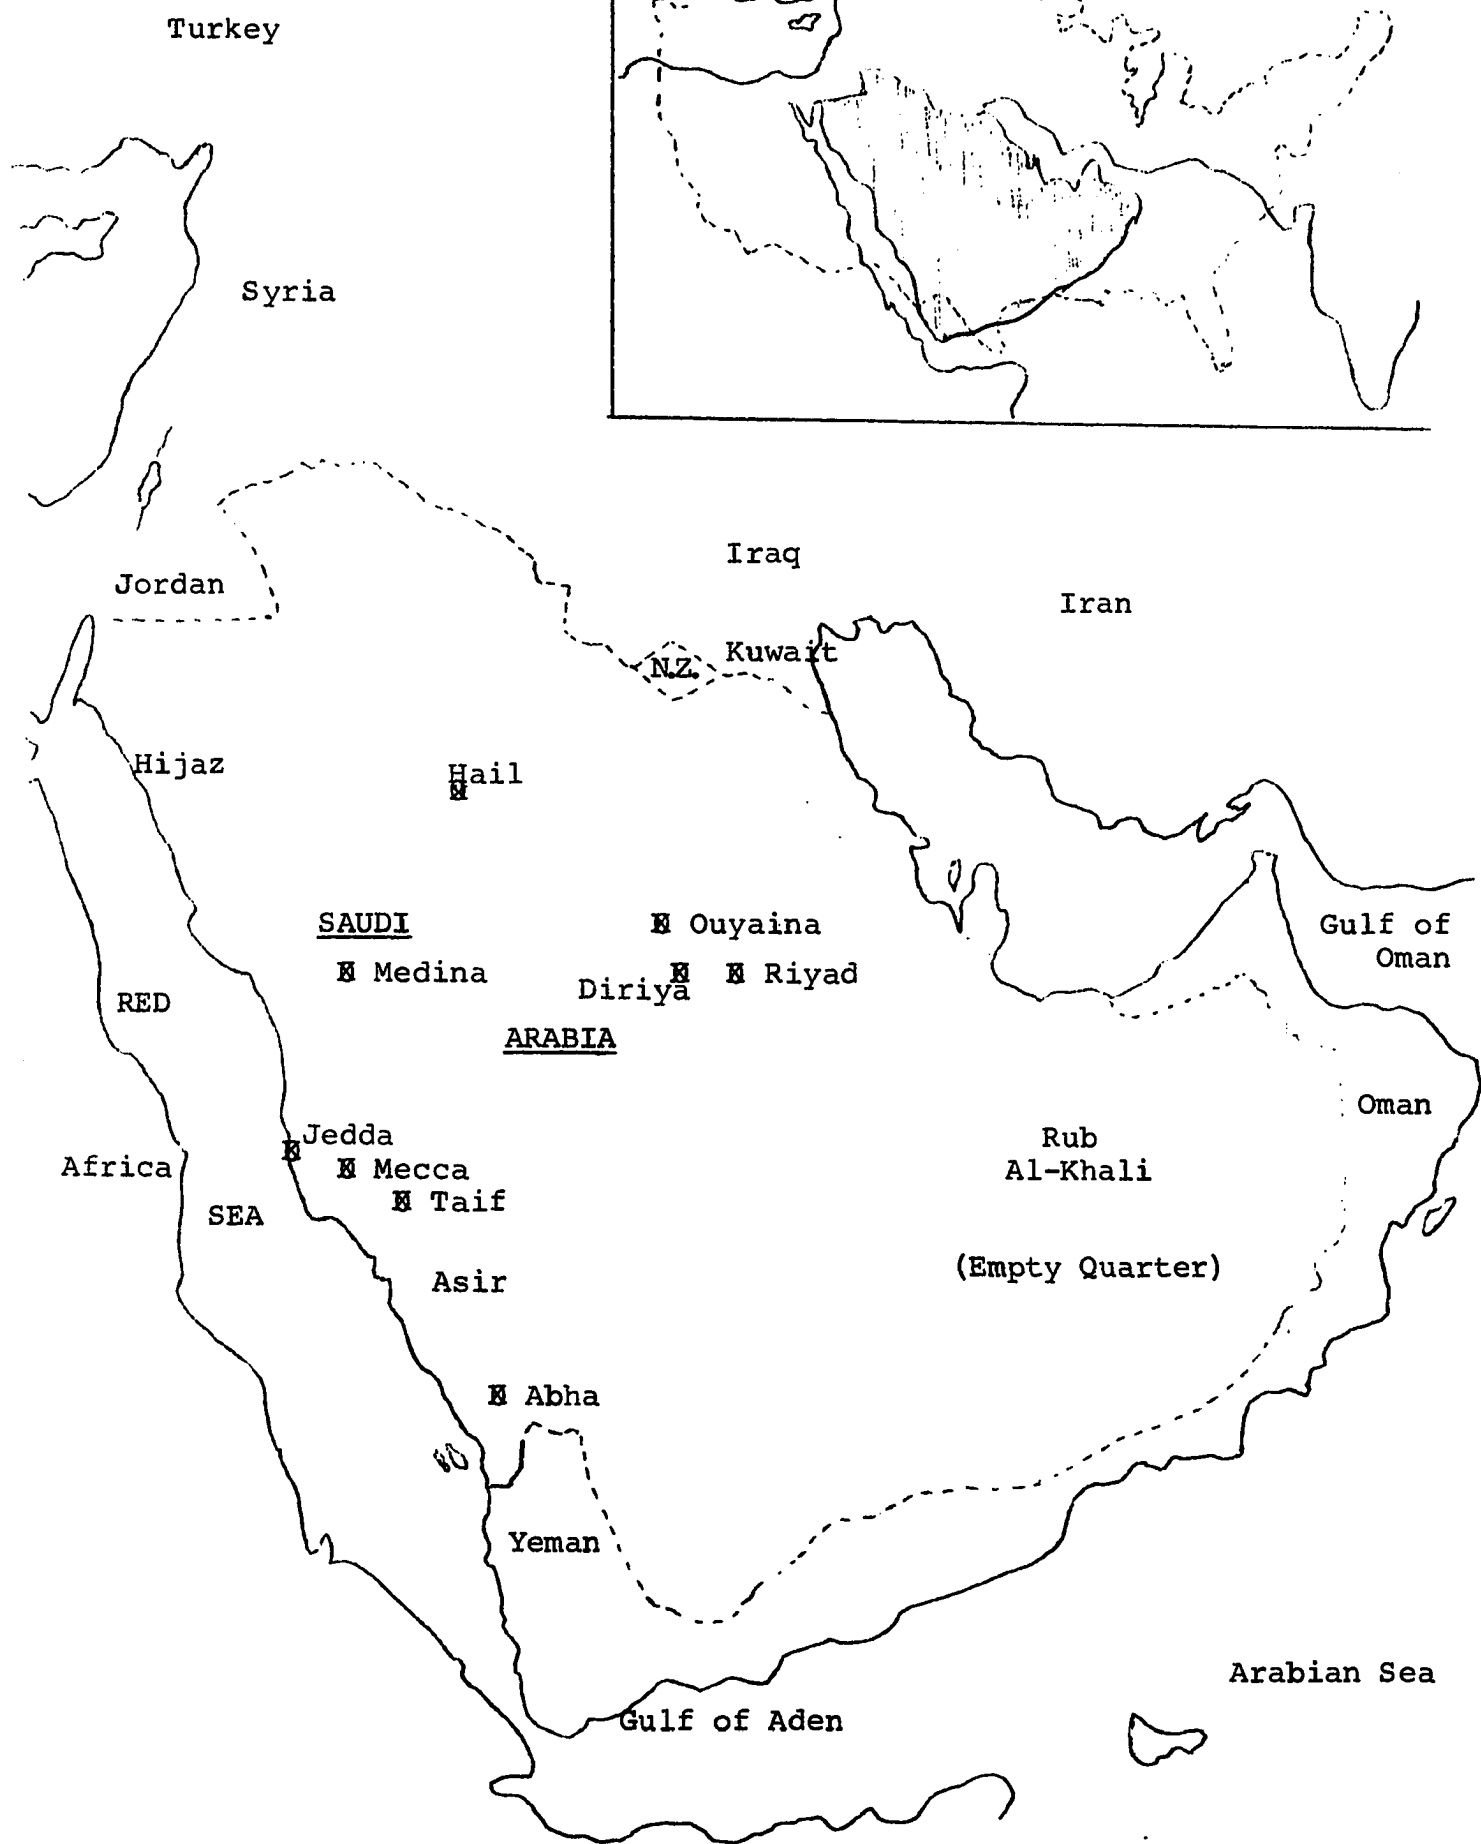 Turkey
Syria
Iraq
Jordan
Iran
Kuwait
N.Z.
Hijaz
Hail
SAUDI
Ouyaina
Gulf of
Oman
Medina
Diriya
Riyad
RED
ARABIA
Oman
Jedda
Rub
Africa
Mecca
Al-Khali
Taif
SEA
(Empty Quarter)
Asir
Abha
Yeman
Arabian Sea
Gulf of Aden